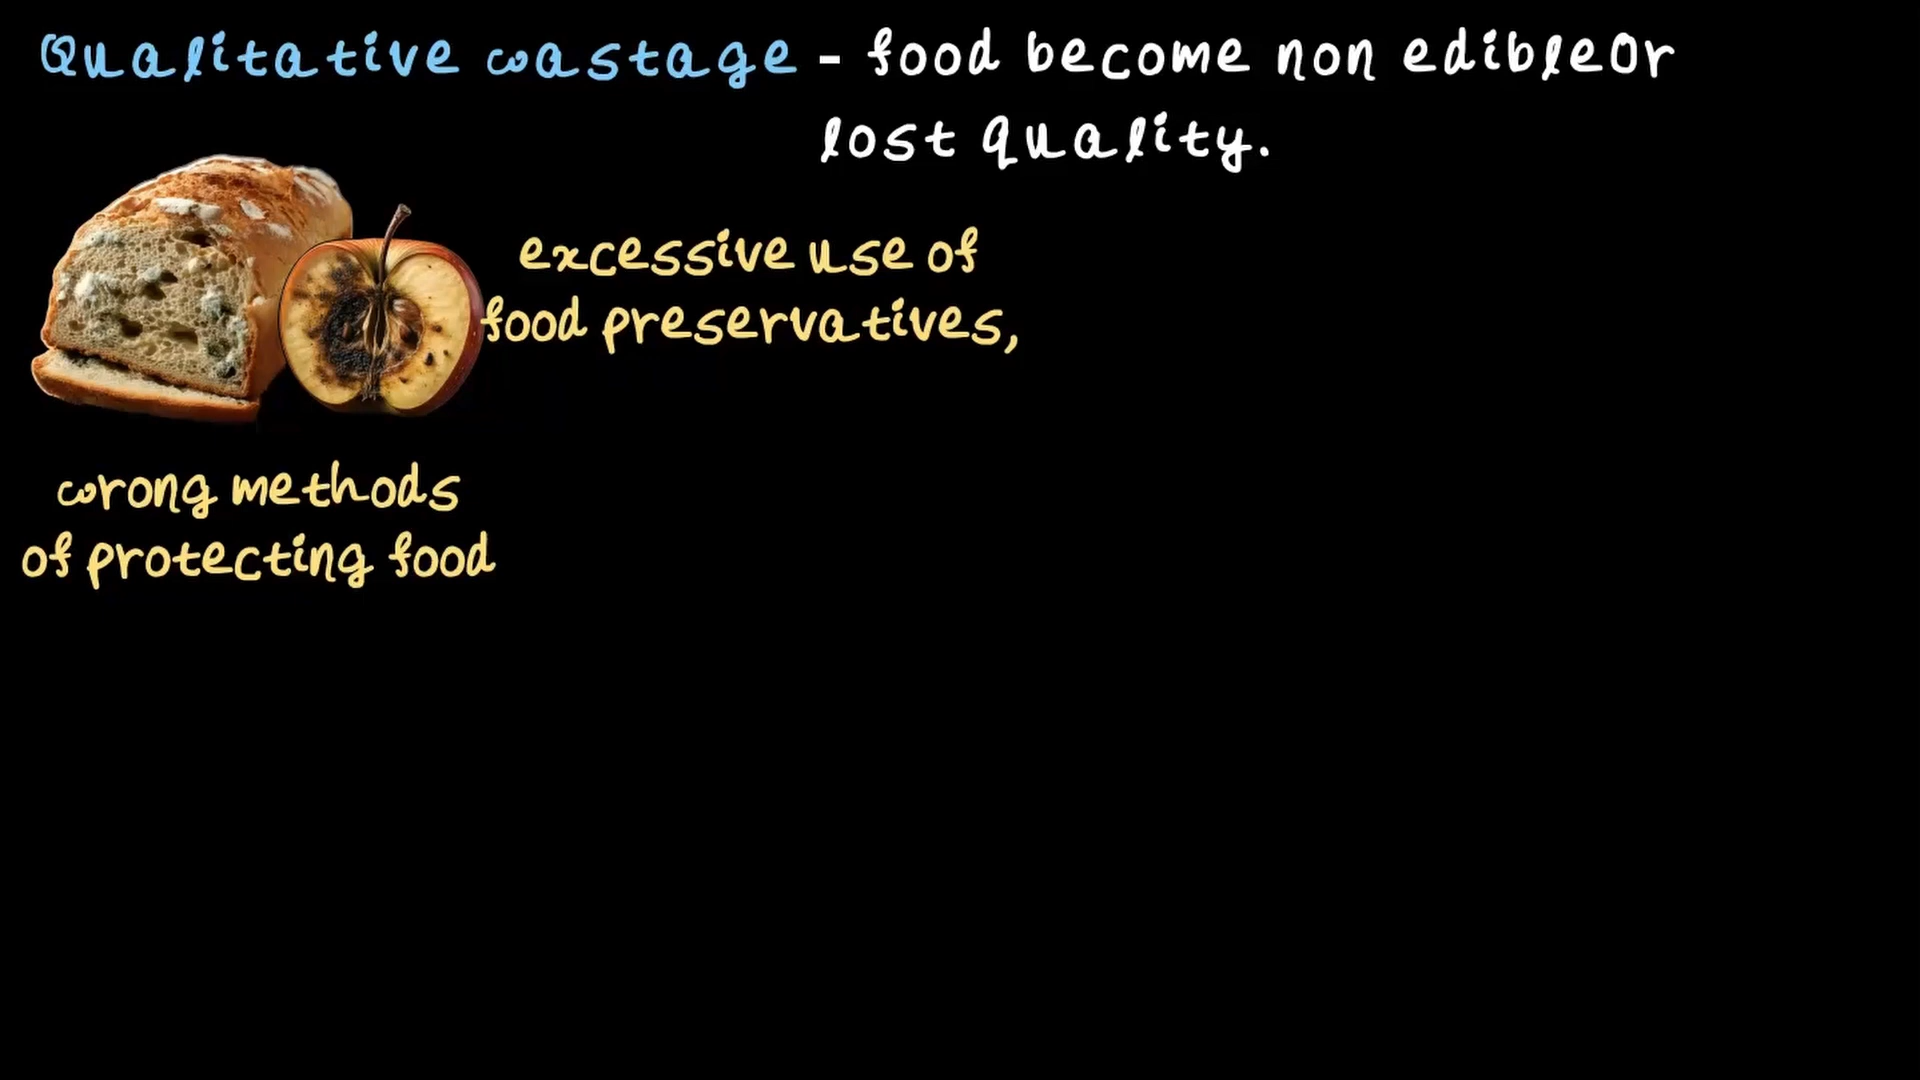 Qualitative wastage - food become non edibleOr
lost quality.
excessive use of
food preservatives,
wrong methods
of protecting food